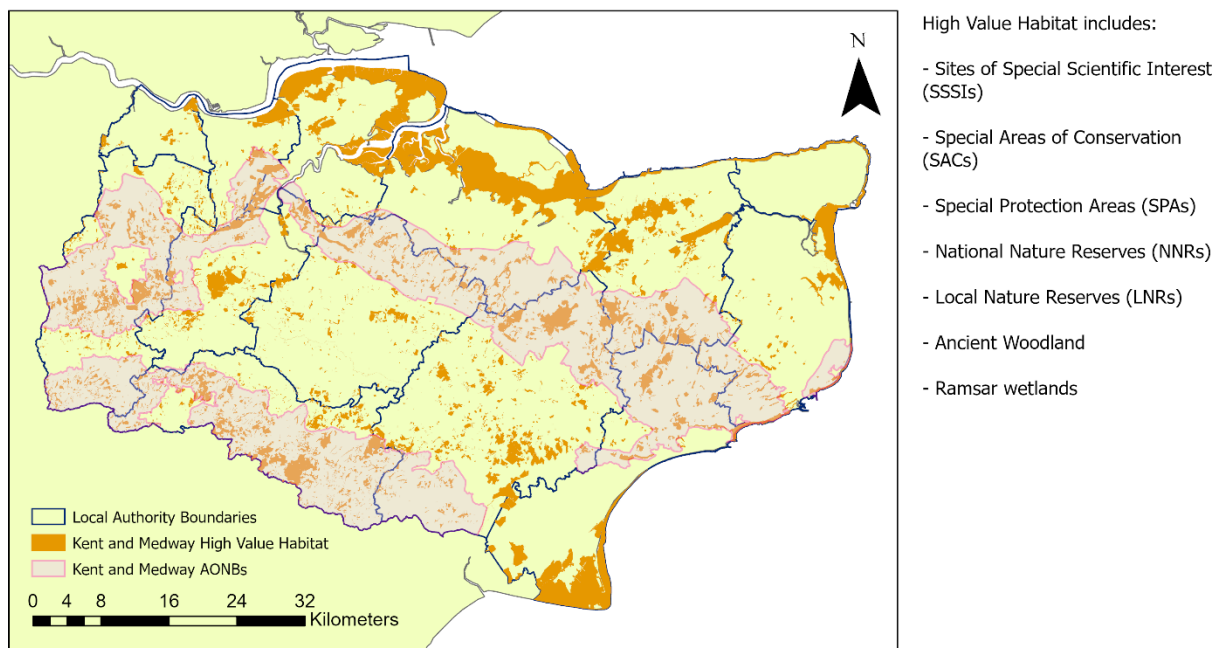 N
Local Authority Boundaries
Kent and Medway High Value Habitat
Kent and Medway AONBs
0 4 8 16 24 32
Kilometers
High Value Habitat includes:
- Sites of Special Scientific Interest
(SSSIs)
- Special Areas of Conservation
(SACs)
- Special Protection Areas (SPAs)
- National Nature Reserves (NNRs)
- Local Nature Reserves (LNRs)
- Ancient Woodland
- Ramsar wetlands